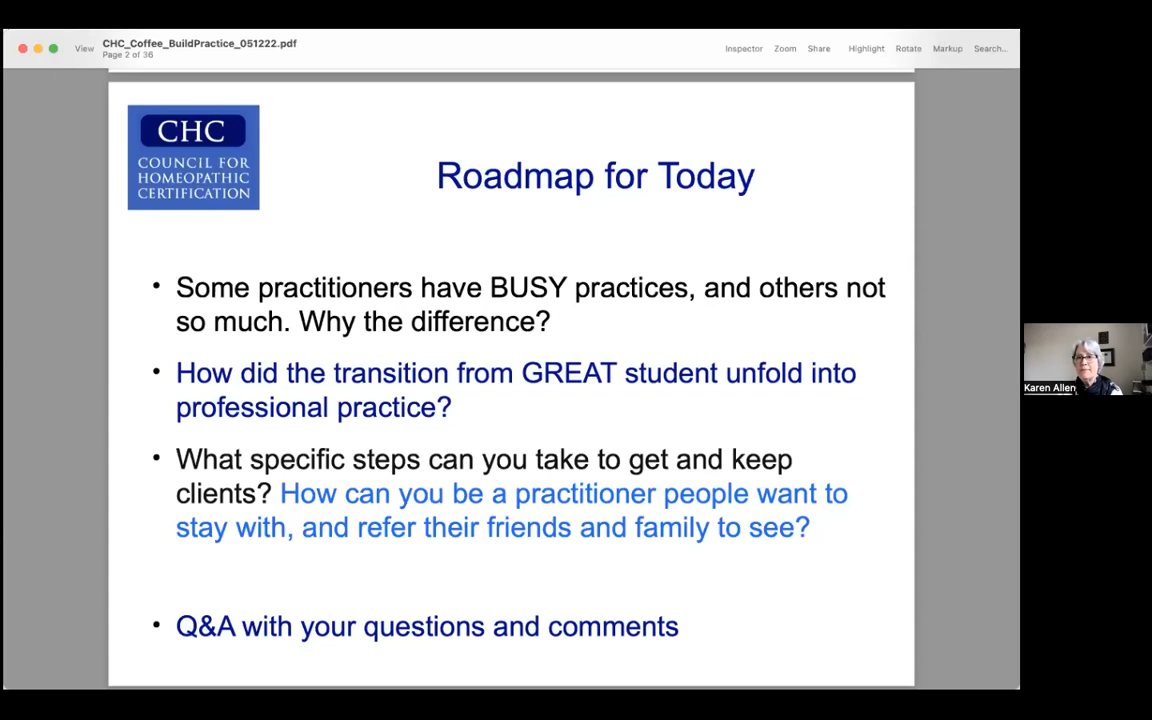 CHC_Coffee_BuildPractice_051222.pdf
Page 2 of 36
View
Inspector Zoom Share Highlight Rotate Markup Search...
CHC
COUNCIL FOR
HOMEOPATHIC
CERTIFICATION
Roadmap for Today
• Some practitioners have BUSY practices, and others not
so much. Why the difference?
• How did the transition from GREAT student unfold into
professional practice?
• What specific steps can you take to get and keep
clients? How can you be a practitioner people want to
stay with, and refer their friends and family to see?
• Q&A with your questions and comments
Karen Allen